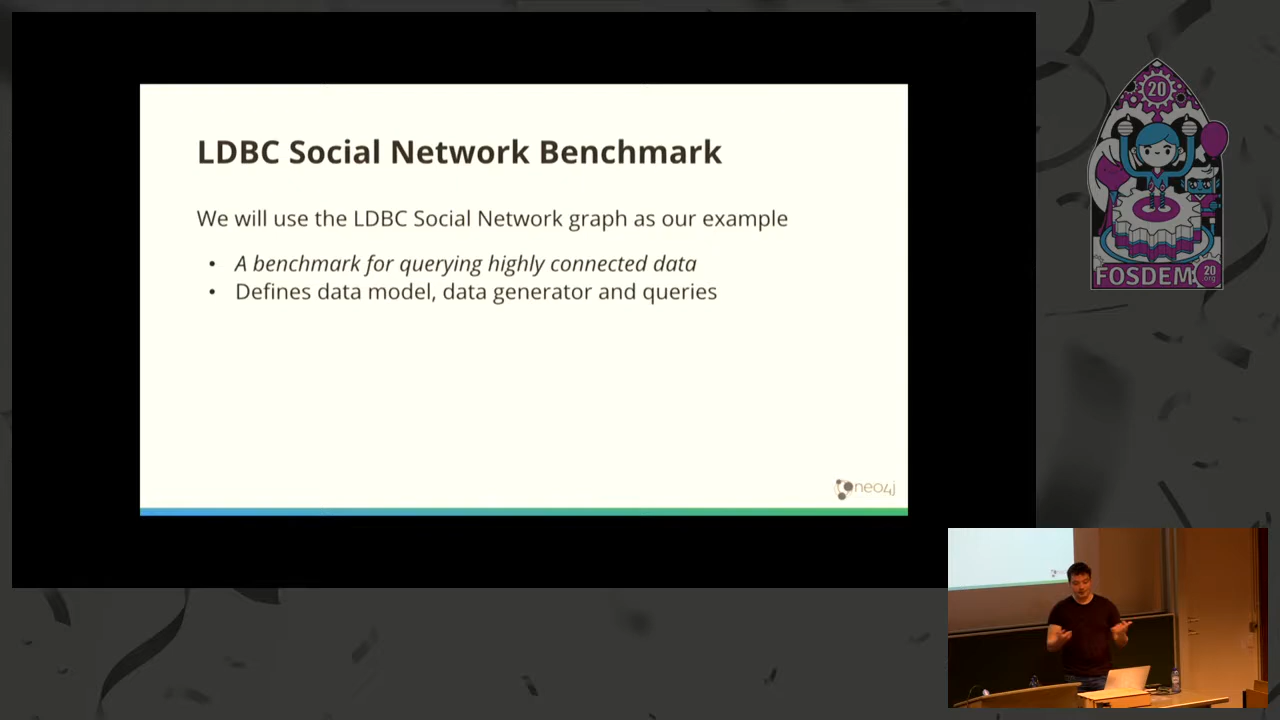 LDBC Social Network Benchmark
We will use the LDBC Social Network graph as our example
• A benchmark for querying highly connected data
• Defines data model, data generator and queries
neo4j
20
FOSDEM
20
.org